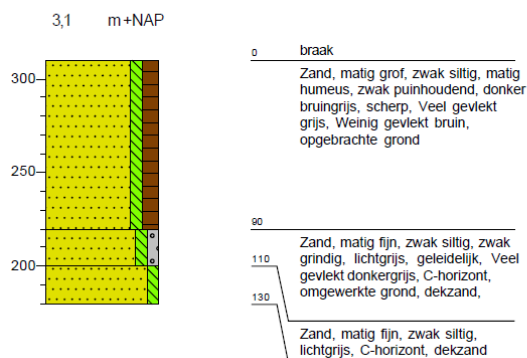 3,1 m+NAP
300
250
200
0 braak
Zand, matig grof, zwak siltig, matig
humeus, zwak puinhoudend, donker
bruingrijs, scherp, Veel gevlekt
grijs, Weinig gevlekt bruin,
opgebrachte grond
90
Zand, matig fijn, zwak siltig, zwak
grindig, lichtgrijs, geleidelijk, Veel
gevlekt donkergrijs, C-horizont,
omgewerkte grond, dekzand,
110
130
Zand, matig fijn, zwak siltig,
lichtgrijs, C-horizont, dekzand